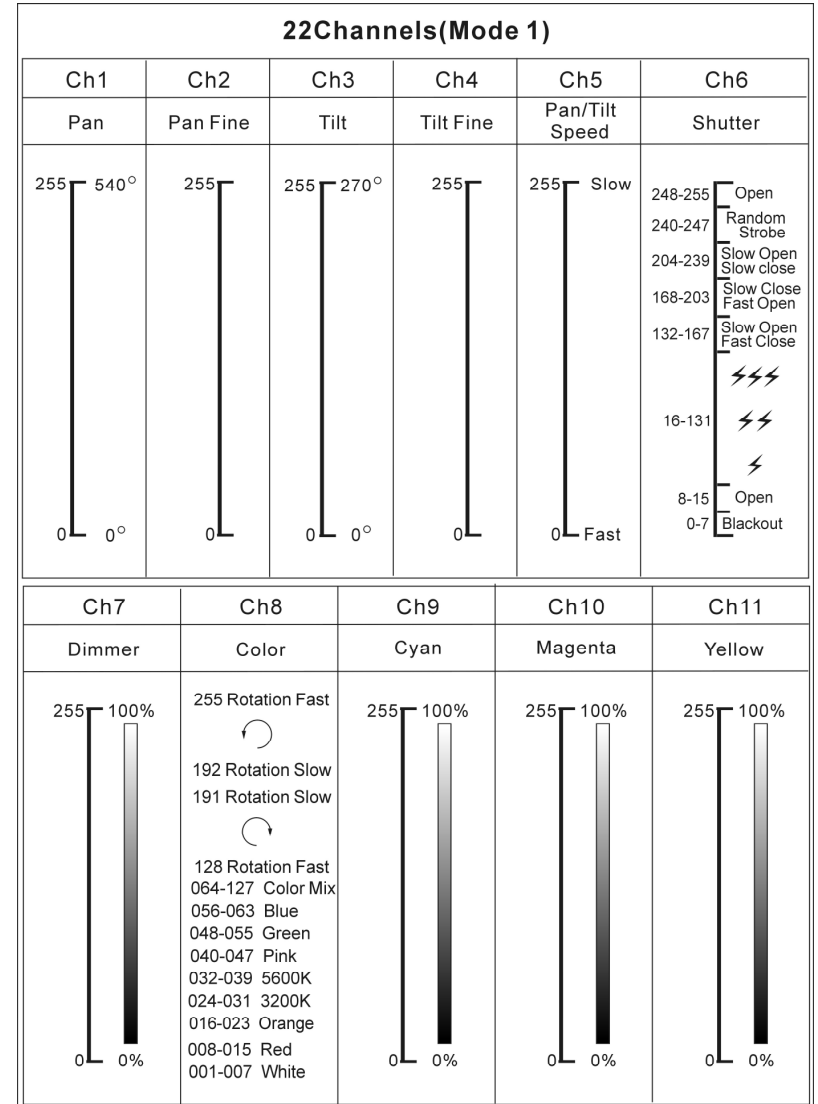 22Channels(Mode 1)
Ch1 Ch2 Ch3 Ch4 Ch5 Ch6
Pan Pan Fine Tilt Tilt Fine Pan/Tilt Speed Shutter
255 540° 255 255 270° 255 255 Slow
248-255 Open
240-247 Random Strobe
204-239 Slow Open Slow close
168-203 Slow Close Fast Open
132-167 Slow Open Fast Close
16-131
8-15 Open
0-7 Blackout
0 0° 0 0 0° 0 0 Fast
Ch7 Ch8 Ch9 Ch10 Ch11
Dimmer Color Cyan Magenta Yellow
255 100% 255 Rotation Fast 255 100% 255 100% 255 100%
192 Rotation Slow
191 Rotation Slow
128 Rotation Fast
064-127 Color Mix
056-063 Blue
048-055 Green
040-047 Pink
032-039 5600K
024-031 3200K
016-023 Orange
008-015 Red
001-007 White
0 0% 0 0% 0 0% 0 0%